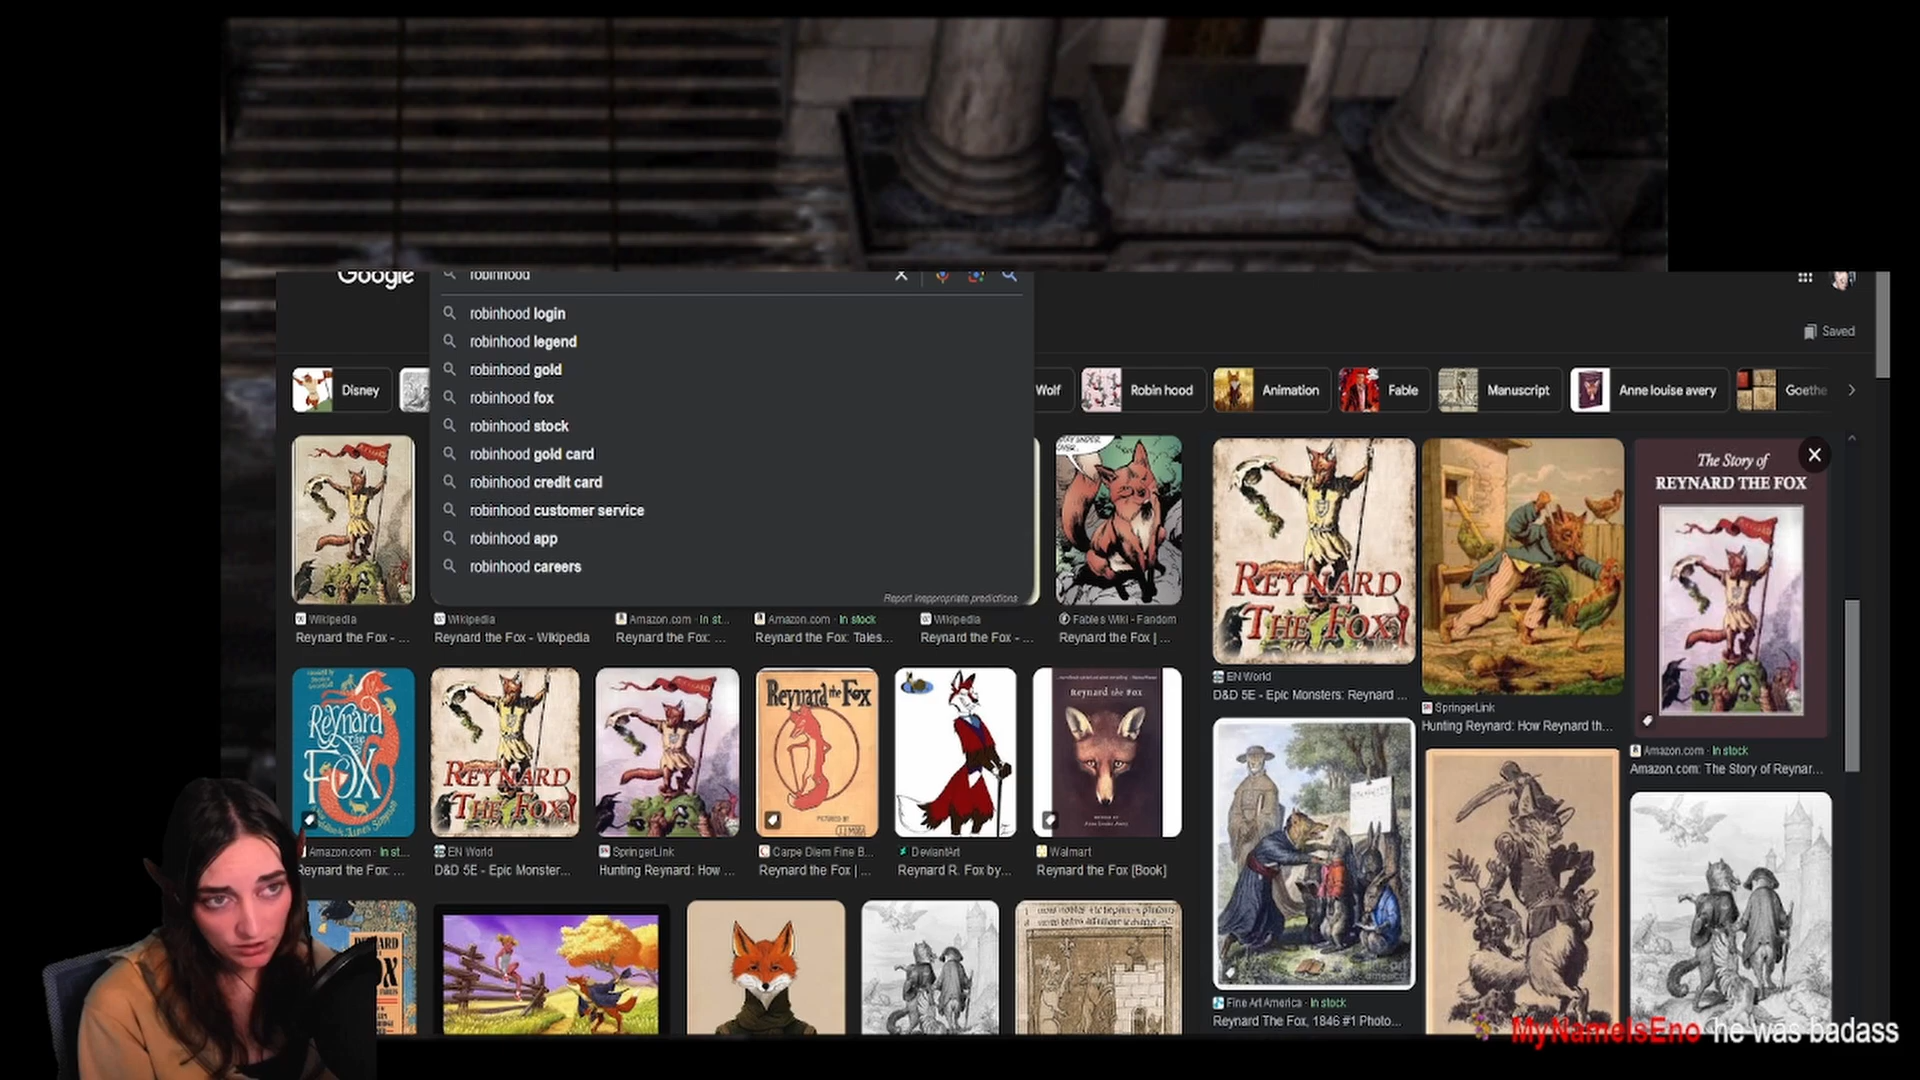 Google
robinhood
robinhood login
robinhood legend
robinhood gold
robinhood fox
robinhood stock
robinhood gold card
robinhood credit card
robinhood customer service
robinhood app
robinhood careers
Report inappropriate predictions
Saved
Disney
Wolf
Robin hood
Animation
Fable
Manuscript
Anne louise avery
Goethe
Wikipedia
Reynard the Fox - ...
Wikipedia
Reynard the Fox - Wikipedia
Amazon.com · In st...
Reynard the Fox: ...
Amazon.com · In stock
Reynard the Fox: Tales...
Wikipedia
Reynard the Fox - ...
Fables Wiki - Fandom
Reynard the Fox | ...
REYNARD
THE FOX
EN World
D&D 5E - Epic Monsters: Reynard ...
SpringerLink
Hunting Reynard: How Reynard th...
The Story of
REYNARD THE FOX
Amazon.com · In stock
Amazon.com: The Story of Reynar...
Reynard
the
FOX
Amazon.com · In st...
Reynard the Fox: ...
REYNARD
THE FOX
EN World
D&D 5E - Epic Monster...
SpringerLink
Hunting Reynard: How ...
Reynard the Fox
PICTURED BY
Carpe Diem Fine B...
Reynard the Fox | ...
DeviantArt
Reynard R. Fox by...
Reynard the Fox
Walmart
Reynard the Fox [Book]
Fine Art America · In stock
Reynard The Fox, 1846 #1 Photo...
MyNameIsEno he was badass